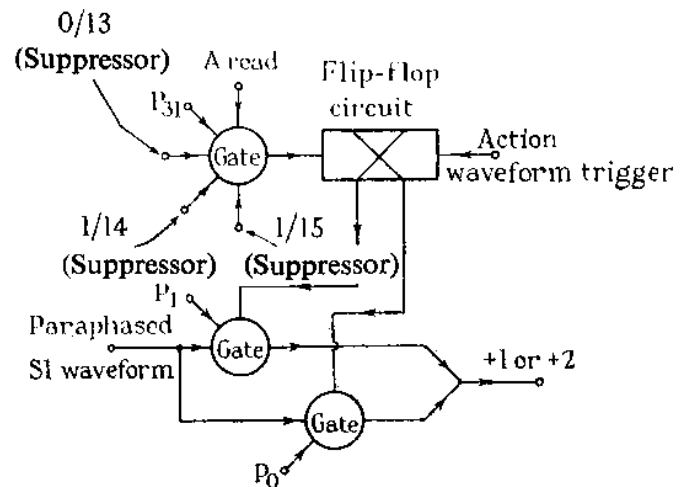 0/13
(Suppressor)
A read
Flip-flop
circuit
P31
Gate
Action
waveform trigger
1/14
(Suppressor)
1/15
(Suppressor)
P1
Paraphased
S1 waveform
Gate
+1 or +2
Gate
P0